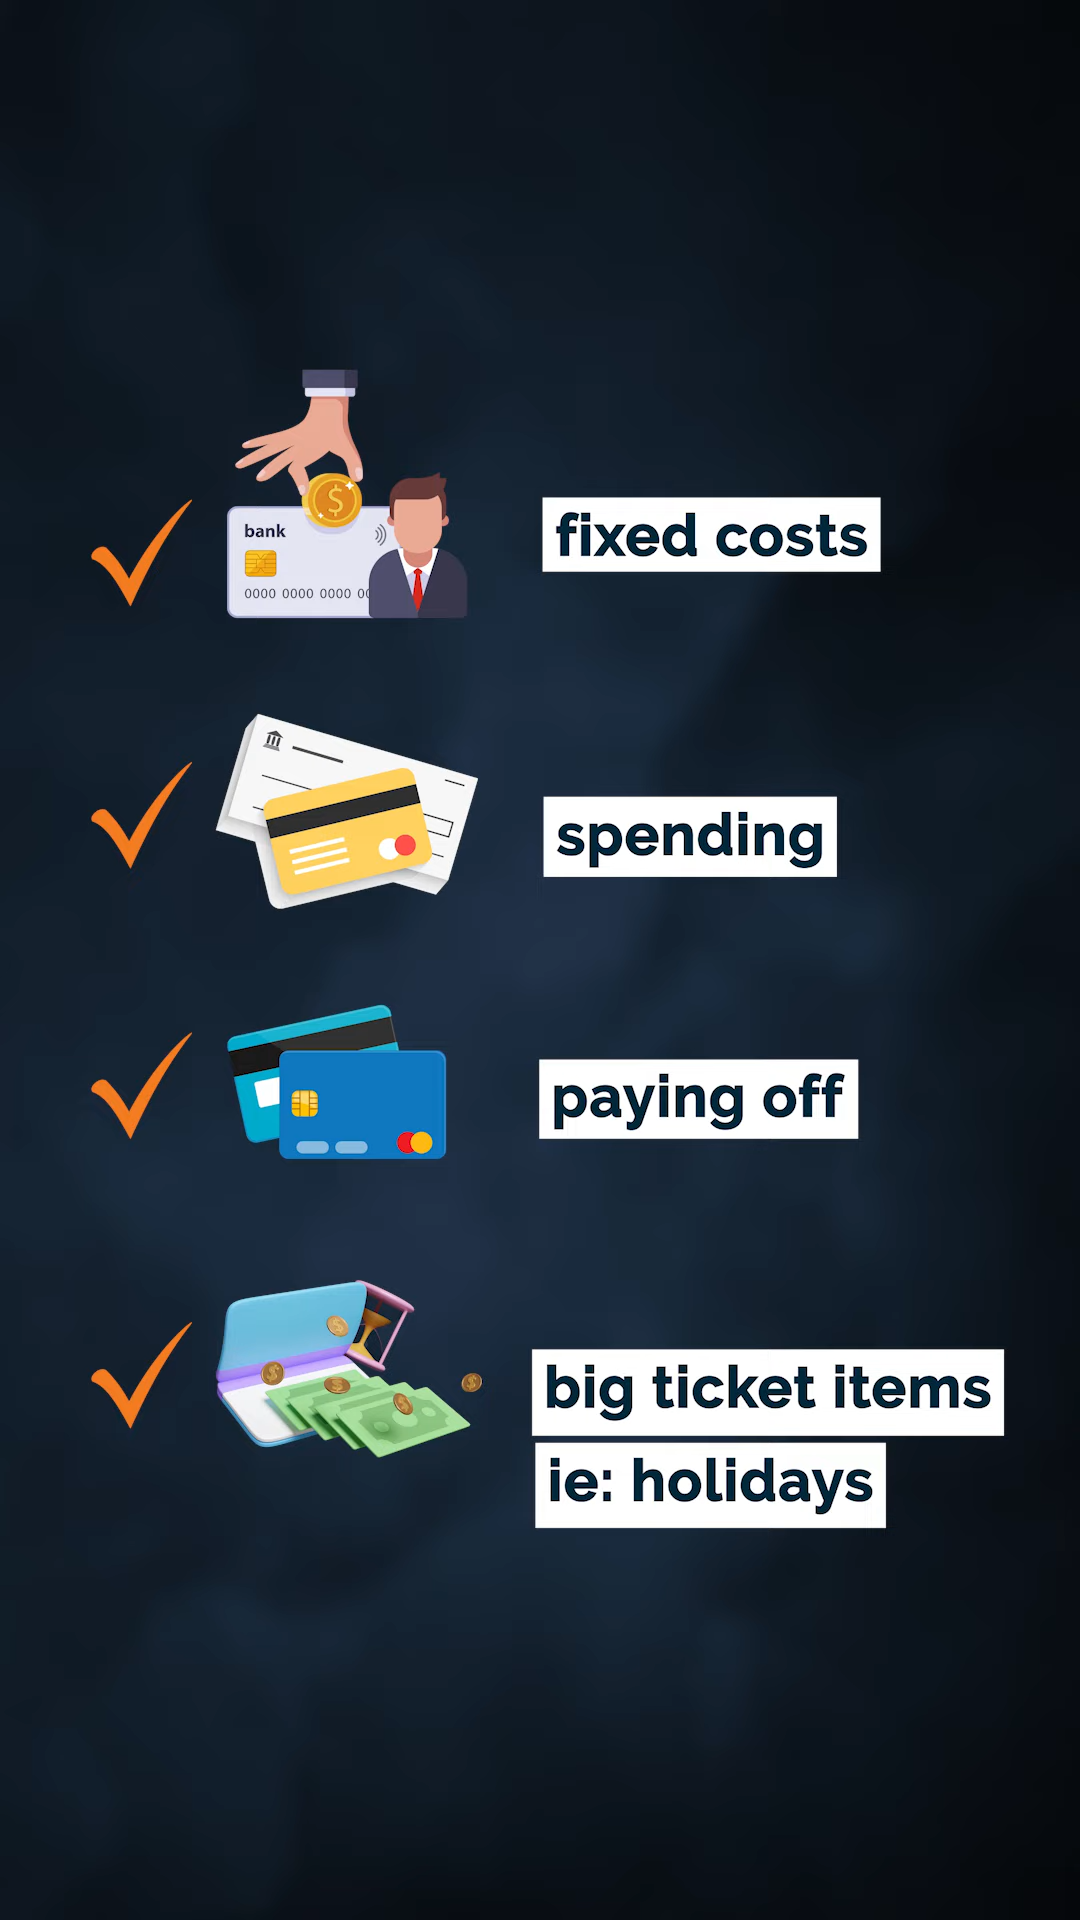 bank
0000 0000 0000 00
fixed costs
spending
paying off
big ticket items
ie: holidays